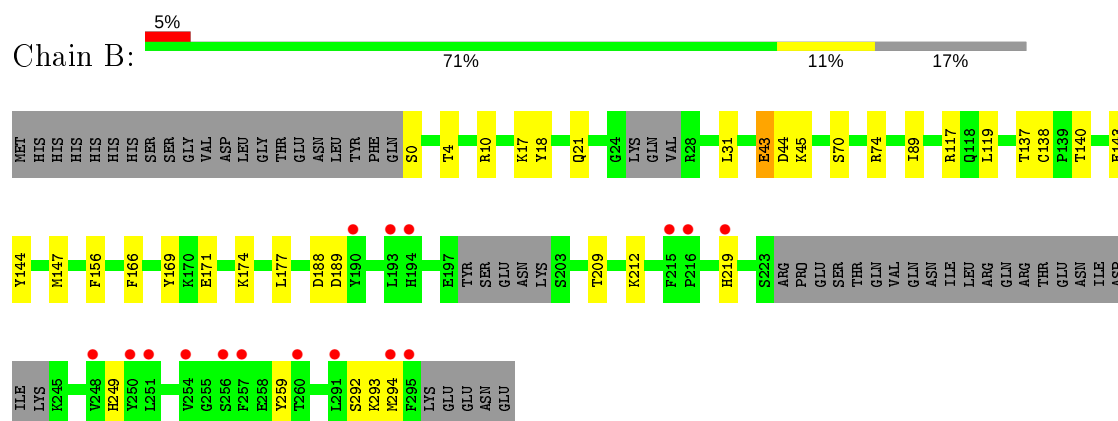 5%
Chain B:
71% 11% 17%
MET HIS HIS HIS HIS HIS HIS SER SER GLY VAL ASP LEU GLY THR GLU ASN LEU TYR PHE GLN S0 T4 R10 K17 Y18 Q21 G24 LYS GLN VAL R28 L31 E43 D44 K45 S70 R74 I89 R117 Q118 L119 T137 C138 P139 T140
Y144 M147 F156 F166 Y169 K170 E171 K174 L177 D188 D189 Y190 L193 H194 E197 TYR SER GLU ASN LYS S203 T209 K212 F215 P216 H219 S223 ARG PRO GLU SER THR GLN VAL GLN ASN ILE LEU ARG GLN ARG THR GLU ASN ILE ASP
ILE LYS K245 V248 H249 Y250 L251 V254 G255 S256 F257 E258 Y259 T260 L291 S292 K293 M294 F295 LYS GLU GLU ASN GLU